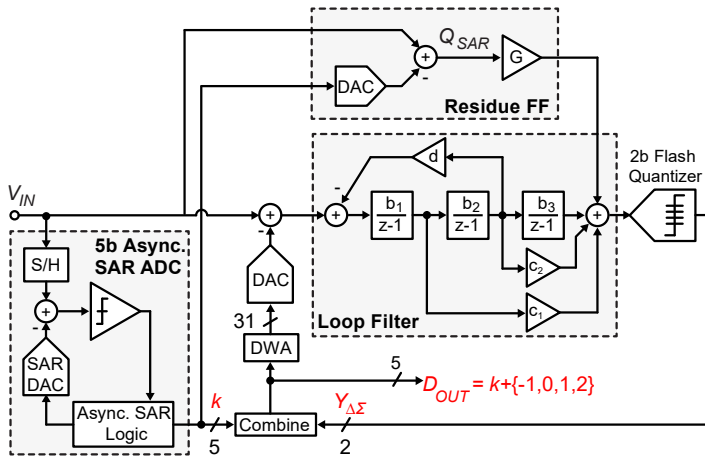 Q_SAR
G
DAC
Residue FF
-
d
2b Flash
Quantizer
V_IN
-
b_1
z-1
b_2
z-1
b_3
z-1
+
5b Async.
SAR ADC
S/H
-
DAC
c_2
c_1
Loop Filter
31
DWA
SAR
DAC
Async. SAR
Logic
k
5
Combine
5
D_OUT = k+{-1,0,1,2}
Y_ΔΣ
2